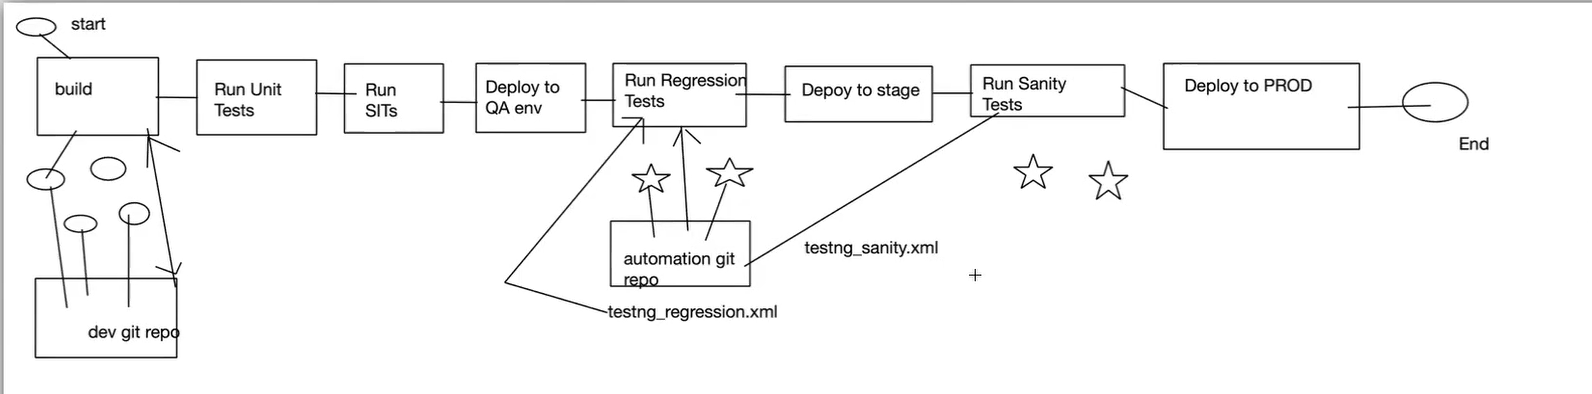 start
build
Run Unit
Tests
Run
SITs
Deploy to
QA env
Run Regression
Tests
Depoy to stage
Run Sanity
Tests
Deploy to PROD
End
automation git
repo
testng_sanity.xml
testng_regression.xml
dev git repo